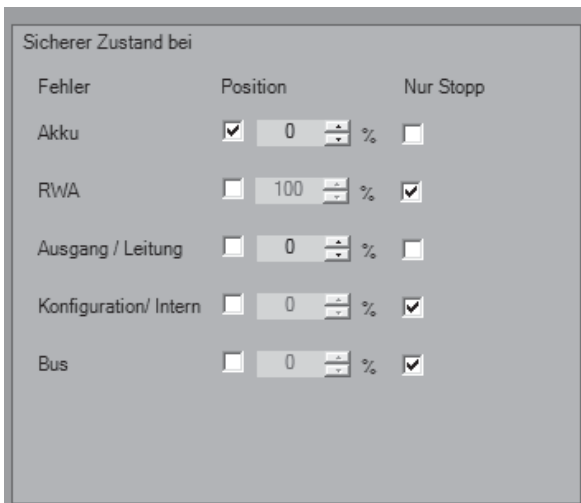 Sicherer Zustand bei
Fehler Position Nur Stopp
Akku 0 %
RWA 100 %
Ausgang / Leitung 0 %
Konfiguration/ Intern 0 %
Bus 0 %